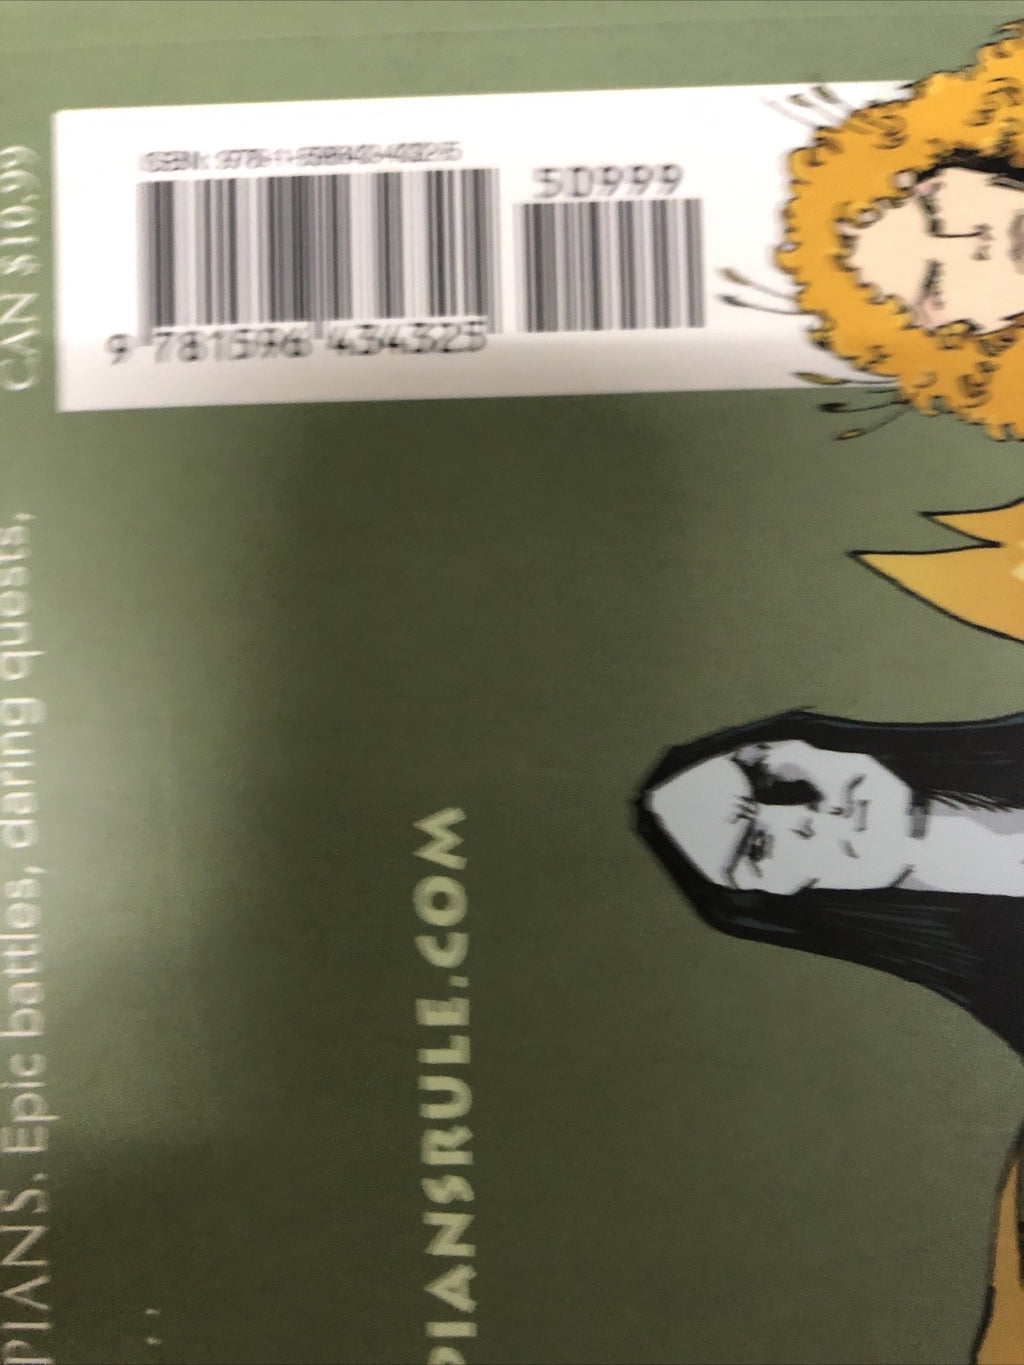 PIANS. Epic battles, daring quests,
CAN $10.99
PIANSRULE.COM
ISBN: 978-1-59643-432-5
50999
9 781596 434325